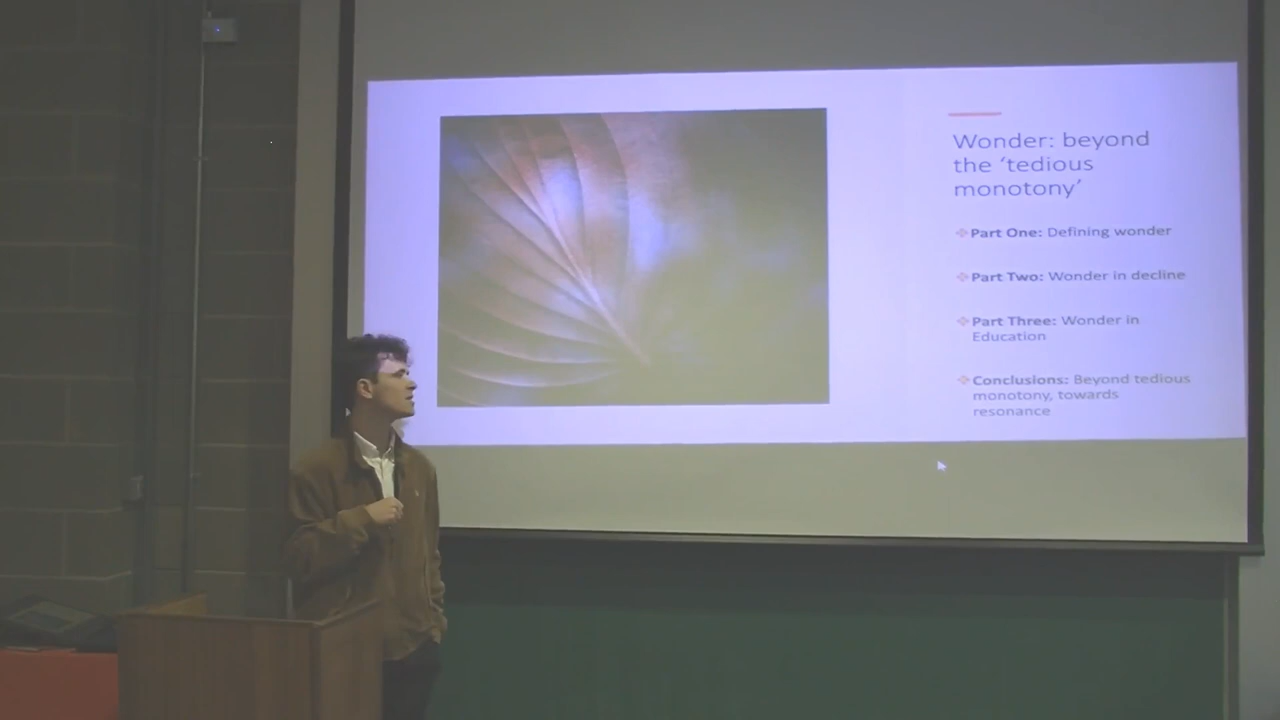 Wonder: beyond
the ‘tedious
monotony’
Part One: Defining wonder
Part Two: Wonder in decline
Part Three: Wonder in
Education
Conclusions: Beyond tedious
monotony, towards
resonance